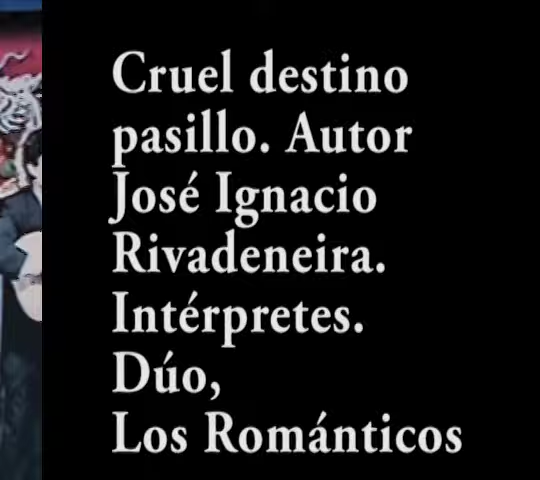 Cruel destino
pasillo. Autor
José Ignacio
Rivadeneira.
Intérpretes.
Dúo,
Los Románticos